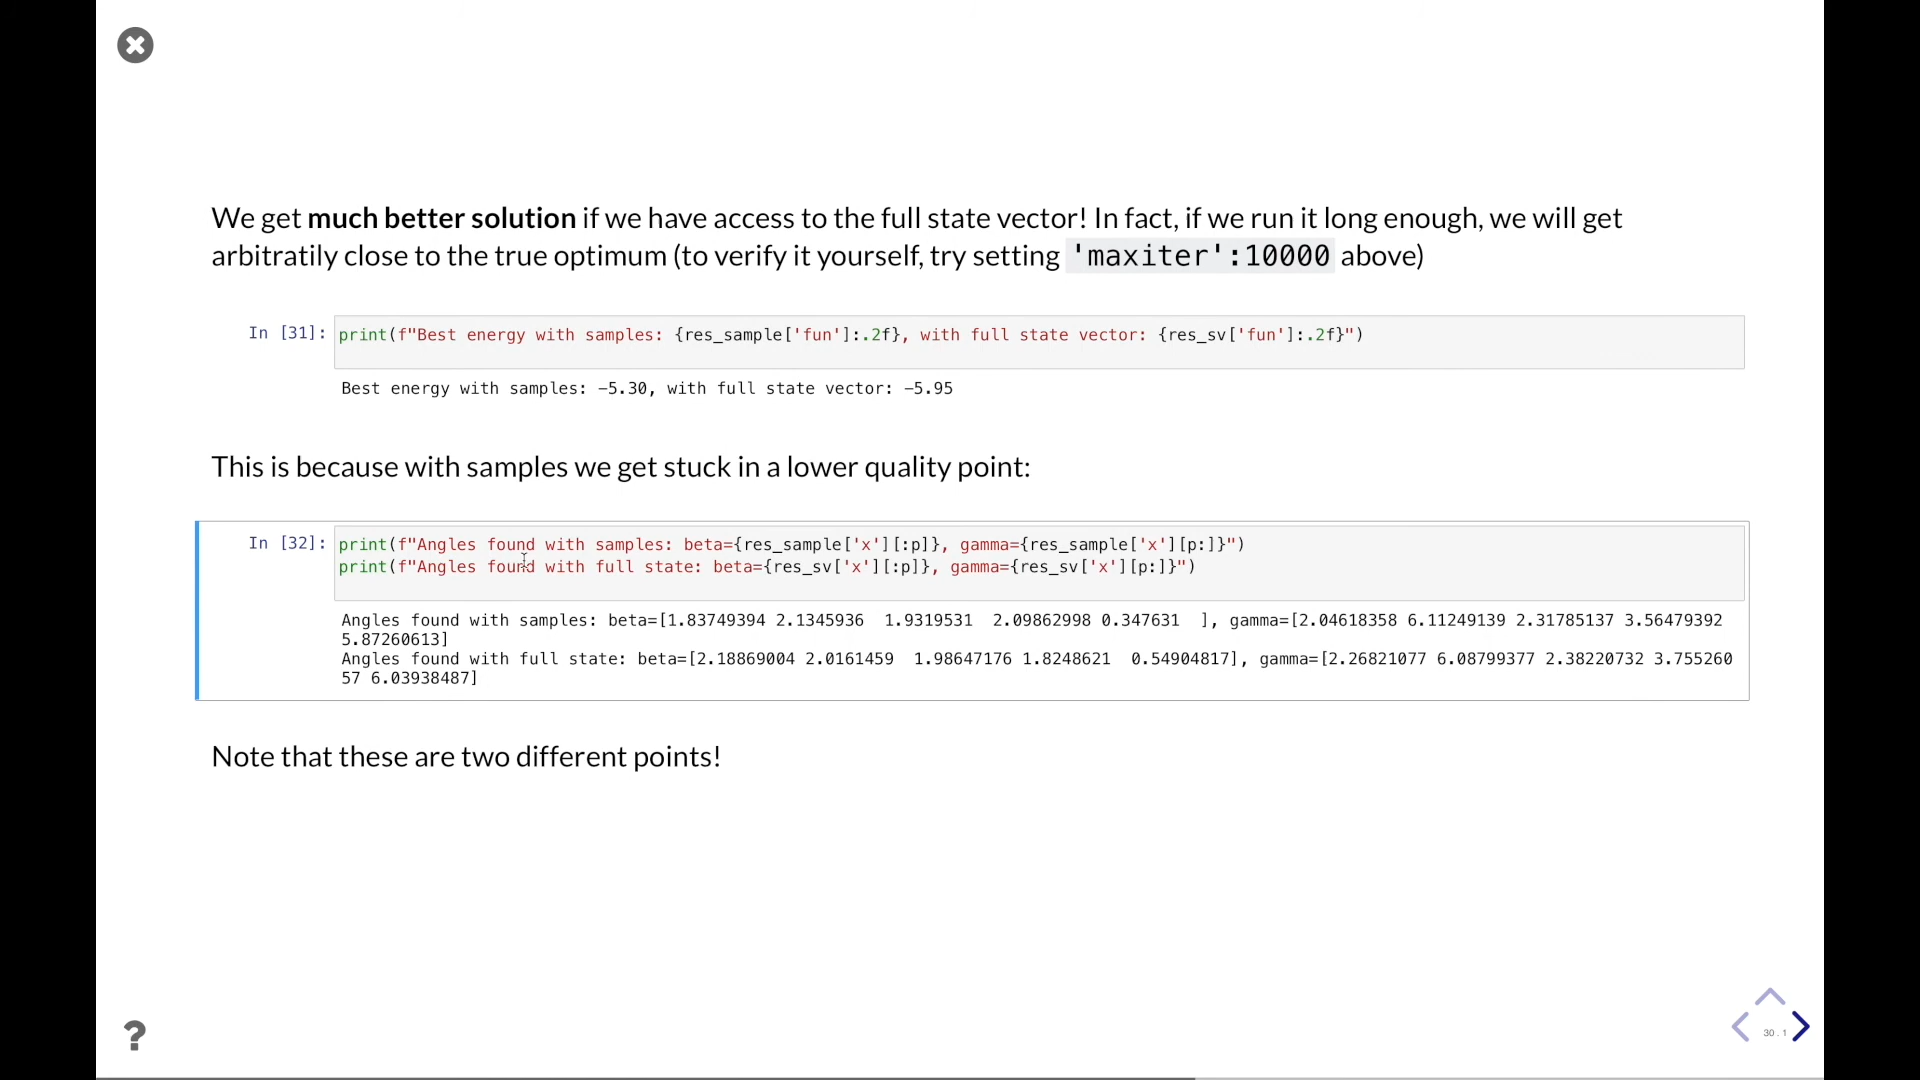 We get much better solution if we have access to the full state vector! In fact, if we run it long enough, we will get
arbitratily close to the true optimum (to verify it yourself, try setting 'maxiter':10000 above)
In [31]: print(f"Best energy with samples: {res_sample['fun']:.2f}, with full state vector: {res_sv['fun']:.2f}")
Best energy with samples: −5.30, with full state vector: −5.95
This is because with samples we get stuck in a lower quality point:
In [32]: print(f"Angles found with samples: beta={res_sample['x'][:p]}, gamma={res_sample['x'][p:]}")
print(f"Angles found with full state: beta={res_sv['x'][:p]}, gamma={res_sv['x'][p:]}")
Angles found with samples: beta=[1.83749394 2.1345936  1.9319531  2.09862998 0.347631  ], gamma=[2.04618358 6.11249139 2.31785137 3.56479392
5.87260613]
Angles found with full state: beta=[2.18869004 2.0161459  1.98647176 1.8248621  0.54904817], gamma=[2.26821077 6.08799377 2.38220732 3.755260
57 6.03938487]
Note that these are two different points!
?
30 . 1